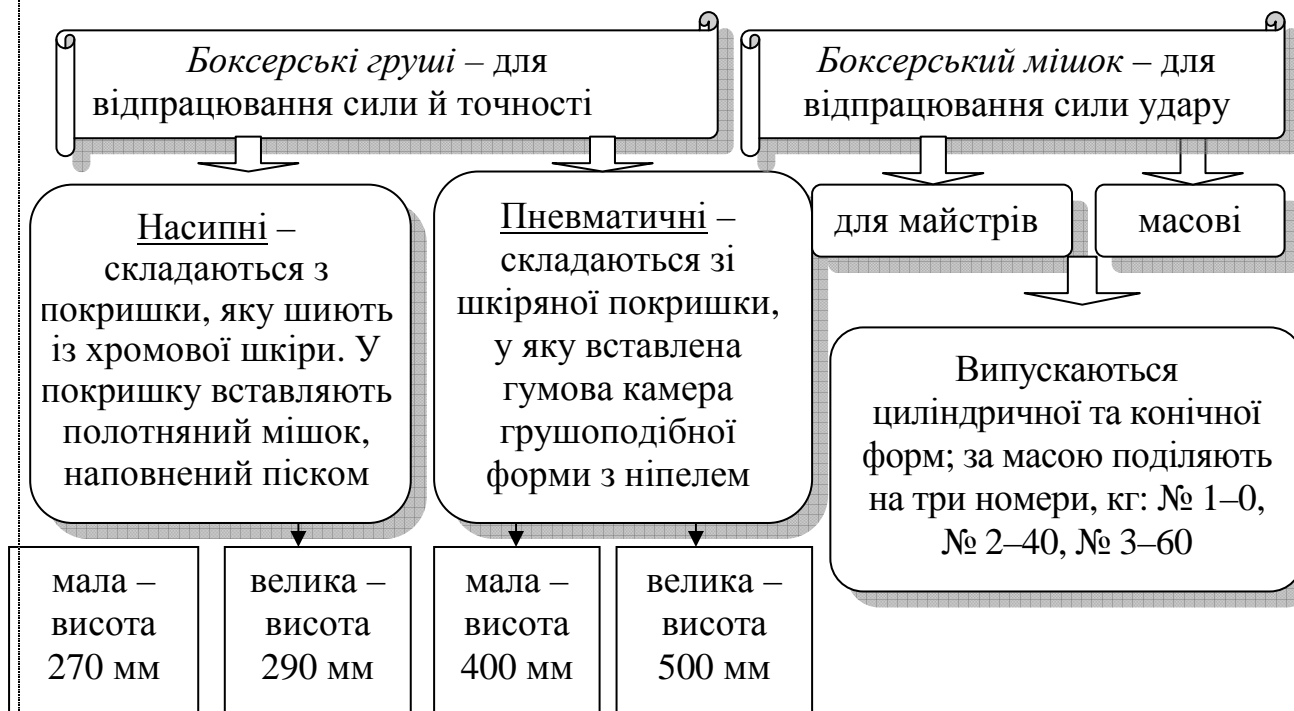 Боксерські груші – для
відпрацювання сили й точності
Боксерський мішок – для
відпрацювання сили удару
Насипні –
складаються з
покришки, яку шиють
із хромової шкіри. У
покришку вставляють
полотняний мішок,
наповнений піском
Пневматичні –
складаються зі
шкіряної покришки,
у яку вставлена
гумова камера
грушоподібної
форми з ніпелем
для майстрів
масові
Випускаються
циліндричної та конічної
форм; за масою поділяють
на три номери, кг: № 1–0,
№ 2–40, № 3–60
мала –
висота
270 мм
велика –
висота
290 мм
мала –
висота
400 мм
велика –
висота
500 мм